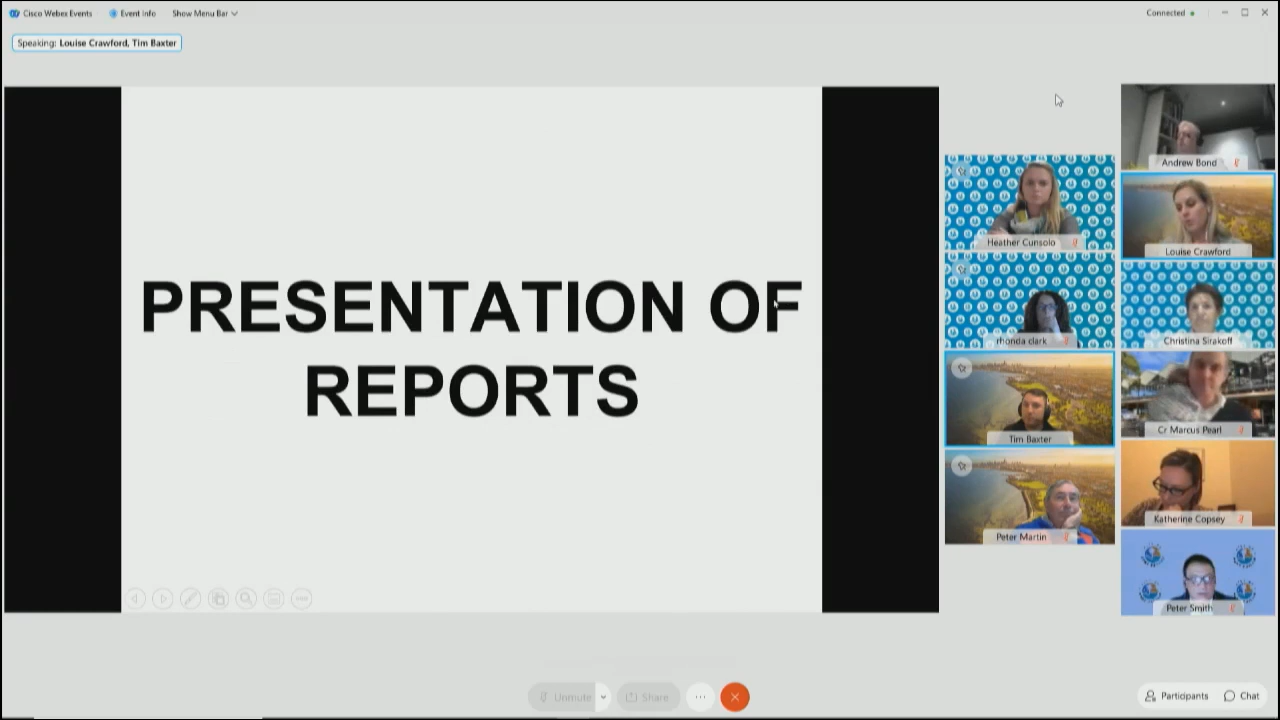 Cisco Webex Events
Event Info
Show Menu Bar
Connected
Speaking: Louise Crawford, Tim Baxter
PRESENTATION OF
REPORTS
Andrew Bond
Heather Cunsolo
Louise Crawford
rhonda clark
Christina Sirakoff
Tim Baxter
Cr Marcus Pearl
Peter Martin
Katherine Copsey
Peter Smith
Unmute
Share
Participants
Chat